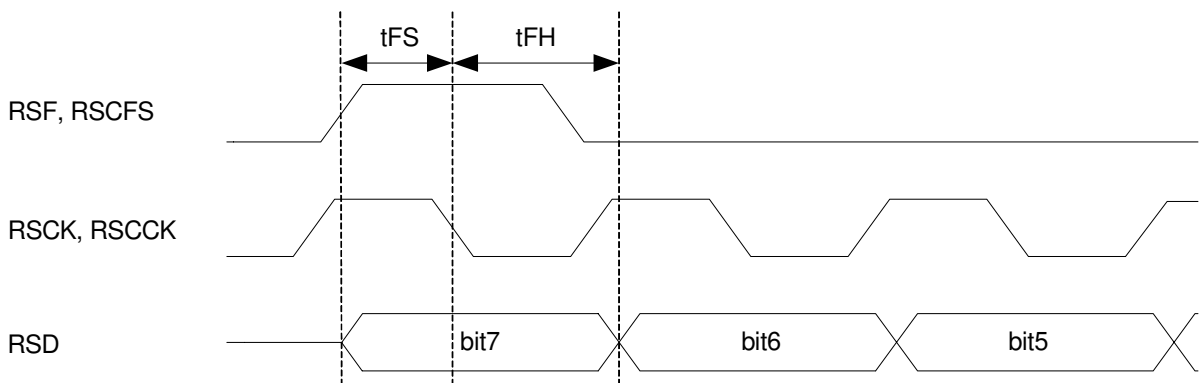 tFS tFH
RSF, RSCFS
RSCK, RSCCK
RSD bit7 bit6 bit5